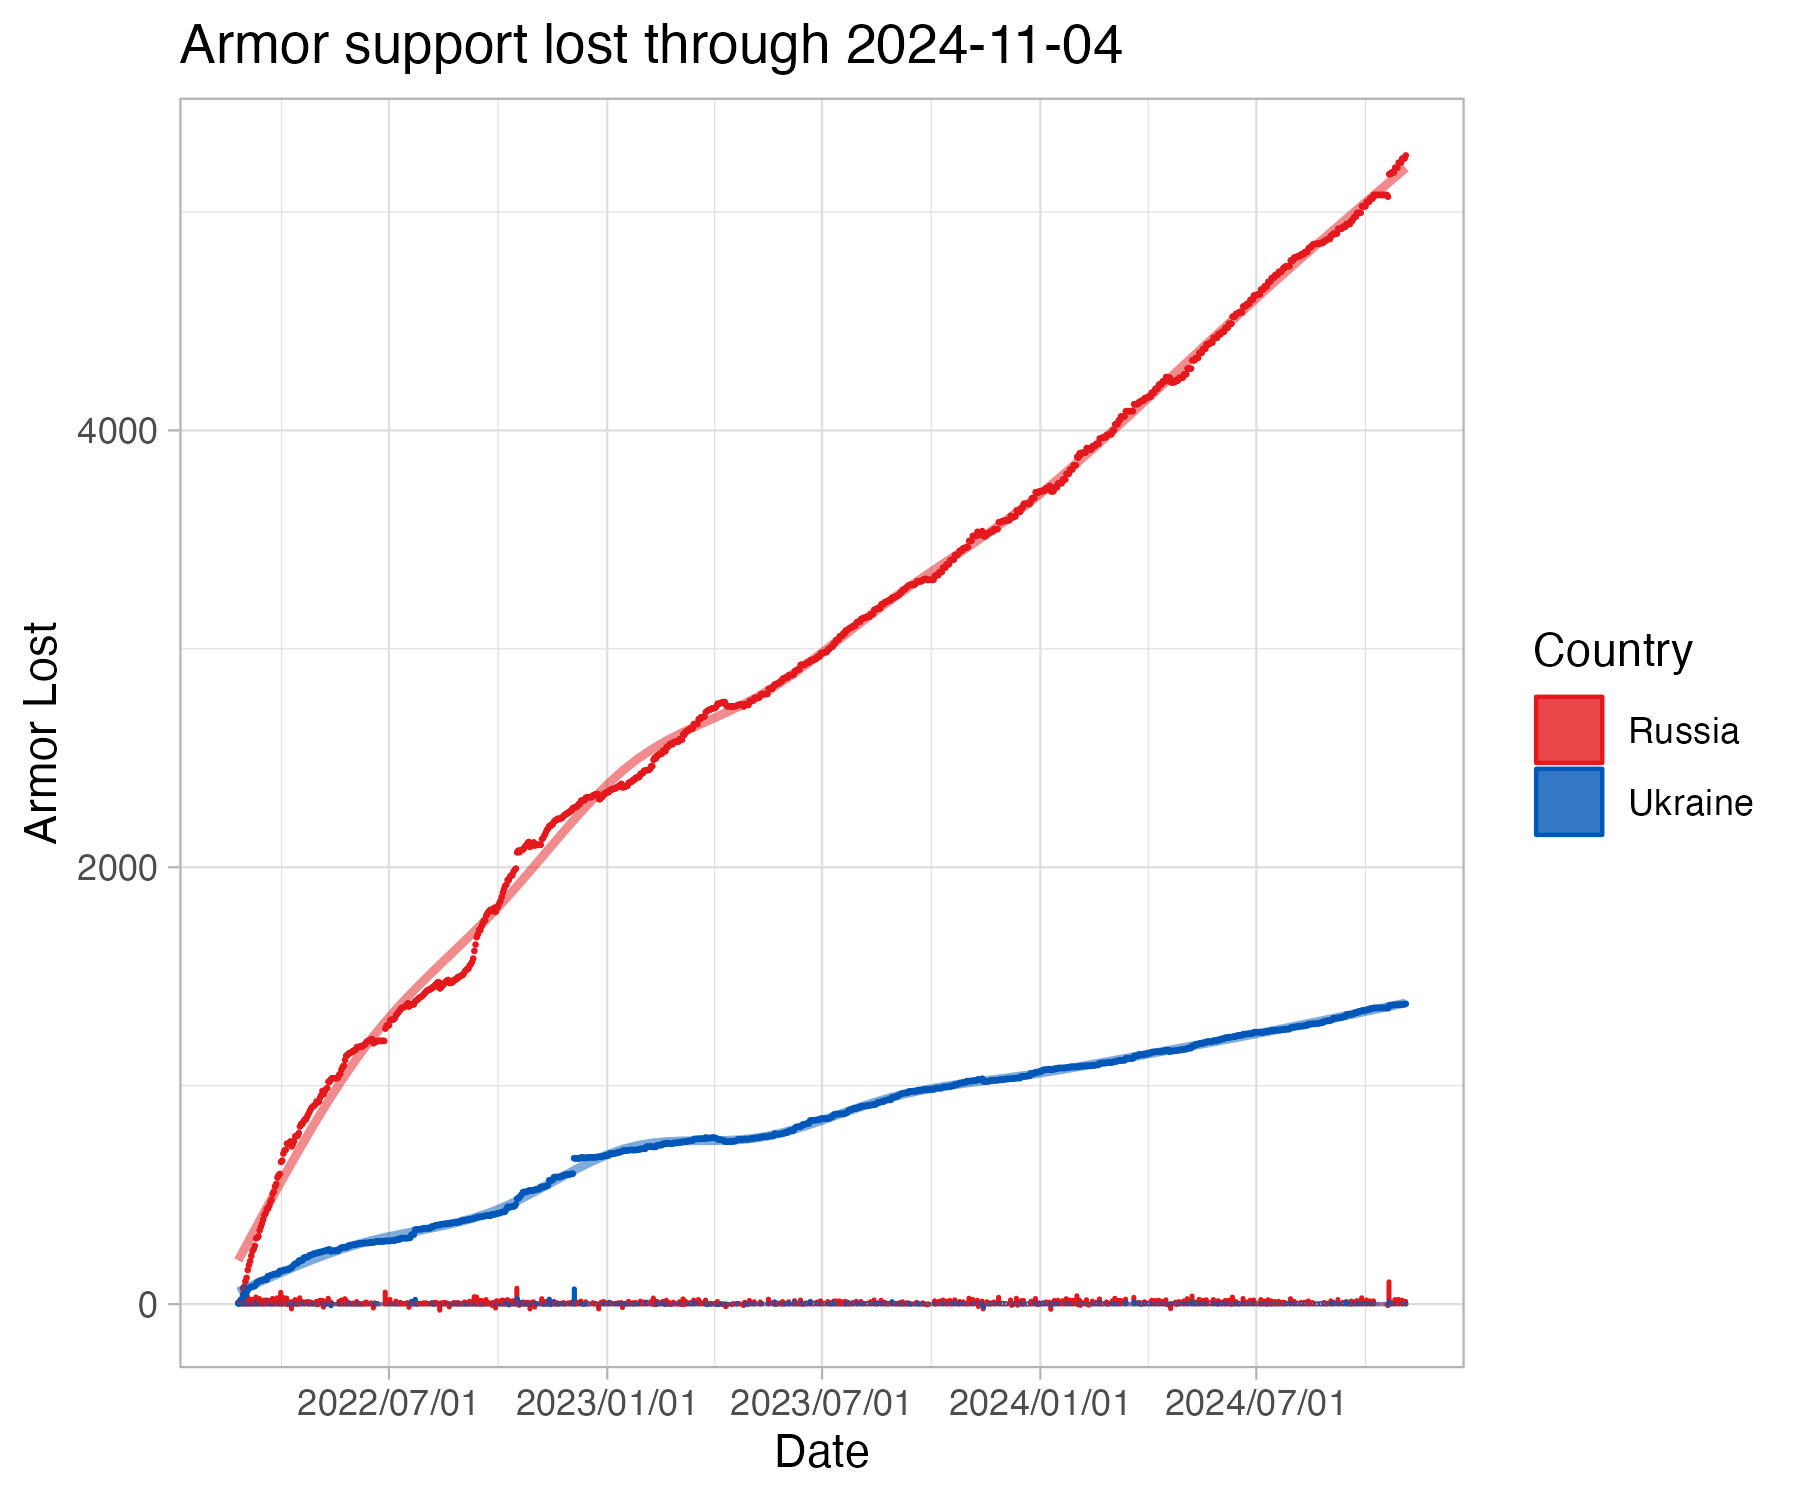 Armor support lost through 2024-11-04
Armor Lost
4000
2000
0
2022/07/01 2023/01/01 2023/07/01 2024/01/01 2024/07/01
Date
Country
Russia
Ukraine